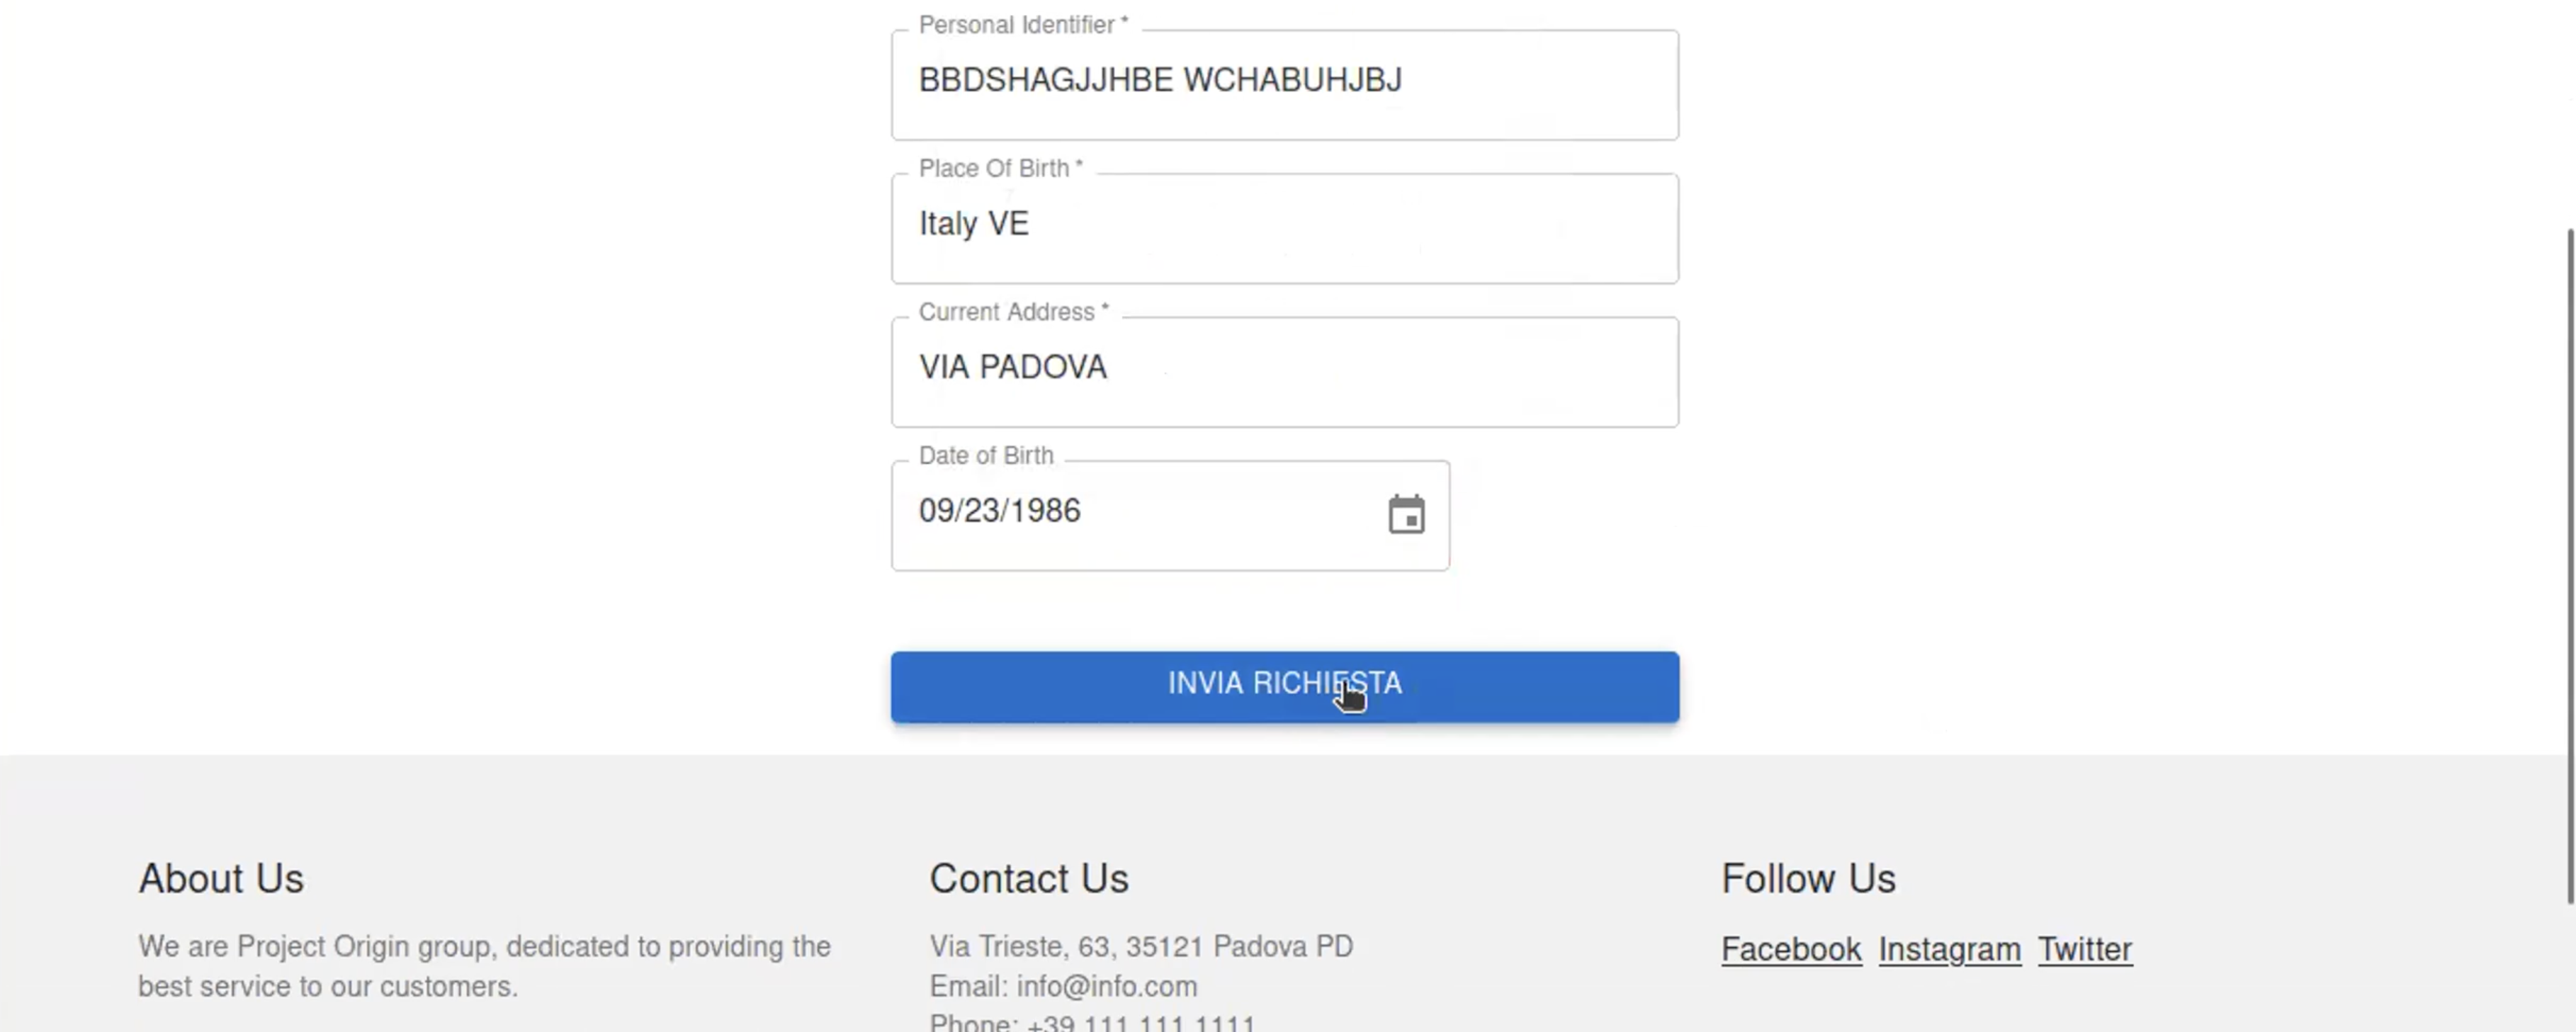 Personal Identifier *
BBDSHAGJJHBE WCHABUHJBJ
Place Of Birth *
Italy VE
Current Address *
VIA PADOVA
Date of Birth
09/23/1986
INVIA RICHIESTA
About Us
We are Project Origin group, dedicated to providing the
best service to our customers.
Contact Us
Via Trieste, 63, 35121 Padova PD
Email: info@info.com
Phone: +39 111 111 1111
Follow Us
Facebook Instagram Twitter